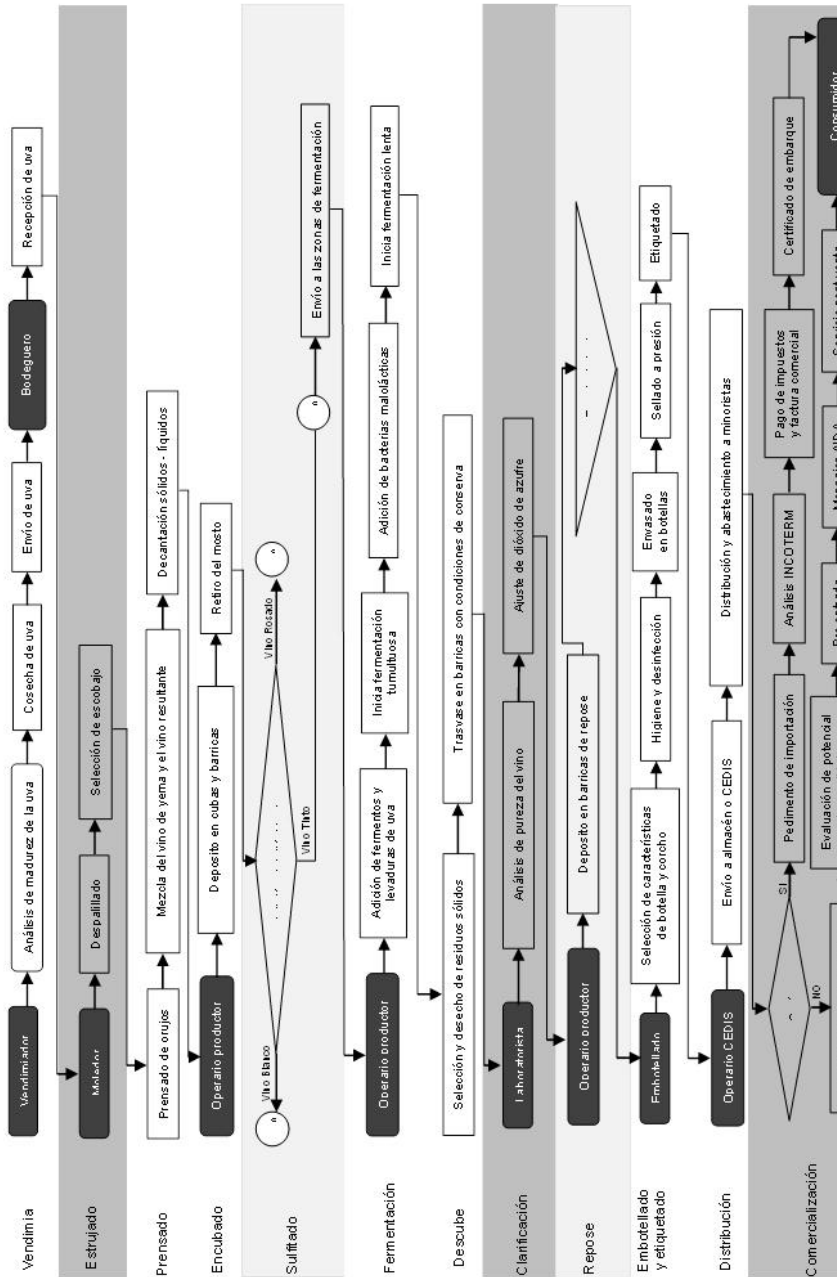 Vendimia
Vendimiador
Análisis de madurez de la uva
Cosecha de uva
Envío de uva
Bodeguero
Recepción de uva
Estrujado
Moledor
Despalillado
Selección de escobajo
Prensado
Prensado de orujos
Mezcla del vino de yema y el vino resultante
Decantación sólidos - líquidos
Encubado
Operario productor
Deposito en cubas y barricas
Retiro del mosto
Sulfitado
Vino Blanco
Vino Tinto
Vino Rosado
Envío a las zonas de fermentación
Fermentación
Operario productor
Adición de fermentos y
levaduras de uva
Inicia fermentación
tumultuosa
Adición de bacterias malolácticas
Inicia fermentación lenta
Descube
Selección y desecho de residuos sólidos
Trasvase en barricas con condiciones de conserva
Clarificación
Laboratorista
Análisis de pureza del vino
Ajuste de dióxido de azufre
Repose
Operario productor
Deposito en barricas de repose
Embotellado
y etiquetado
Embotellado
Selección de características
de botella y corcho
Higiene y desinfección
Envasado
en botellas
Sellado a presión
Etiquetado
Distribución
Operario CEDIS
Envío a almacén o CEDIS
Distribución y abastecimiento a minoristas
Comercialización
SI
NO
Pedimento de importación
Análisis INCOTERM
Pago de impuestos
y factura comercial
Certificado de embarque
Evaluación de potencial
Consumidor